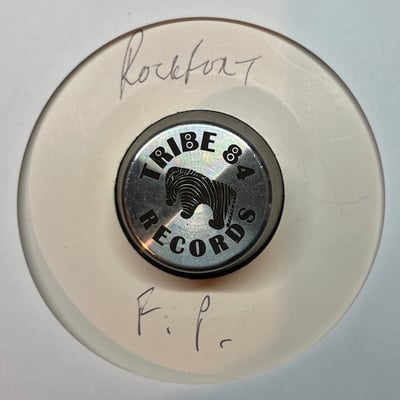 Rockfort
TRIBE 84
RECORDS
F. P.